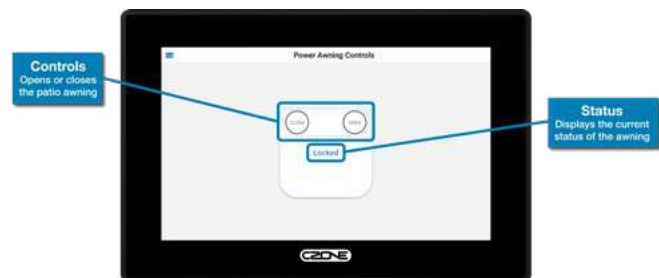 Power Awning Controls
Controls
Opens or closes
the patio awning
CLOSE
OPEN
Status
Displays the current
status of the awning
Locked
CZONE